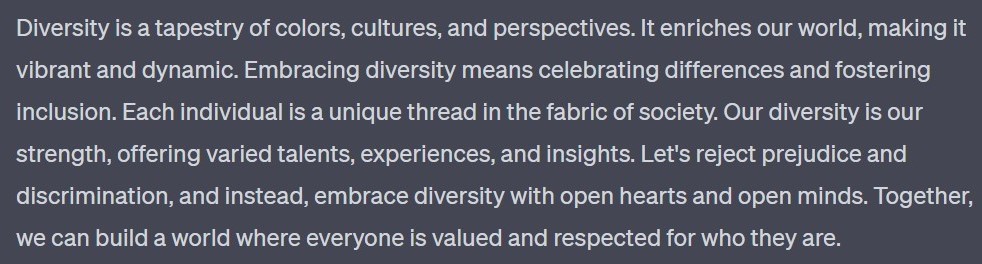 Diversity is a tapestry of colors, cultures, and perspectives. It enriches our world, making it
vibrant and dynamic. Embracing diversity means celebrating differences and fostering
inclusion. Each individual is a unique thread in the fabric of society. Our diversity is our
strength, offering varied talents, experiences, and insights. Let's reject prejudice and
discrimination, and instead, embrace diversity with open hearts and open minds. Together,
we can build a world where everyone is valued and respected for who they are.